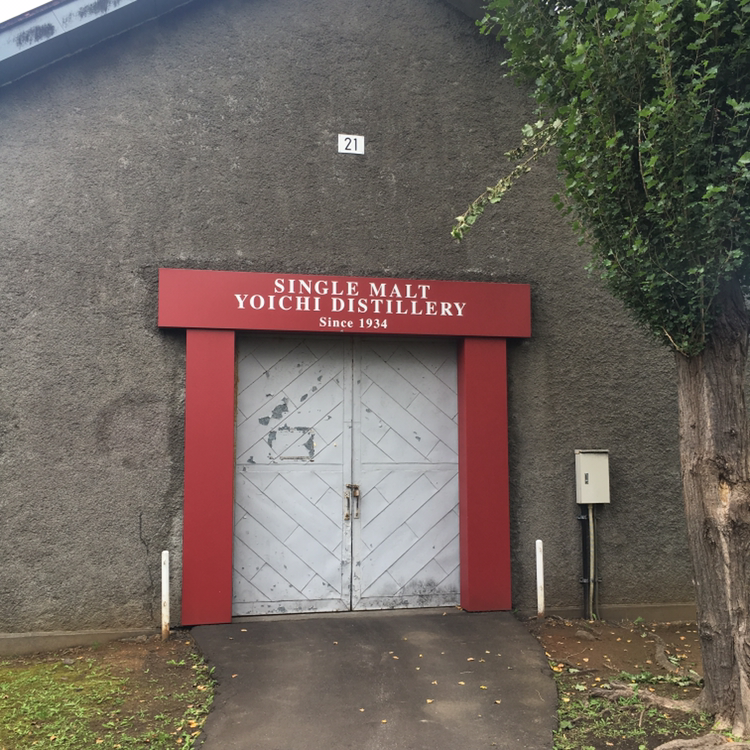 21
SINGLE MALT
YOICHI DISTILLERY
Since 1934